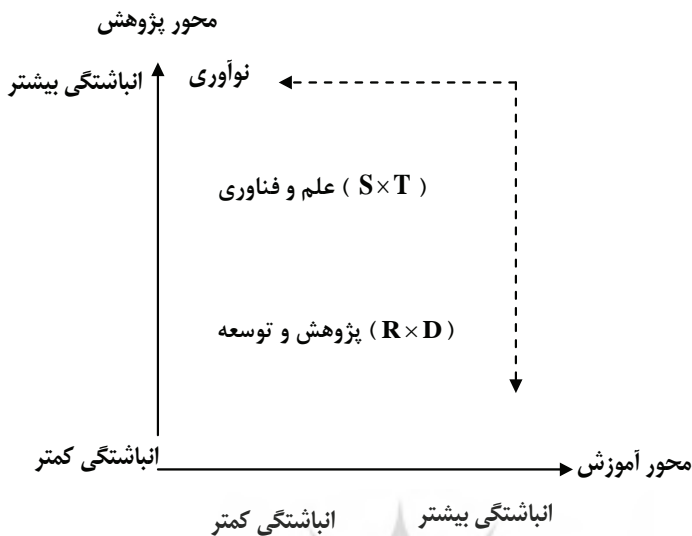 محور پژوهش
انباشتگی بیشتر
نوآوری
علم و فناوری ( S×T )
پژوهش و توسعه ( R×D )
انباشتگی کمتر
محور آموزش
انباشتگی بیشتر
انباشتگی کمتر